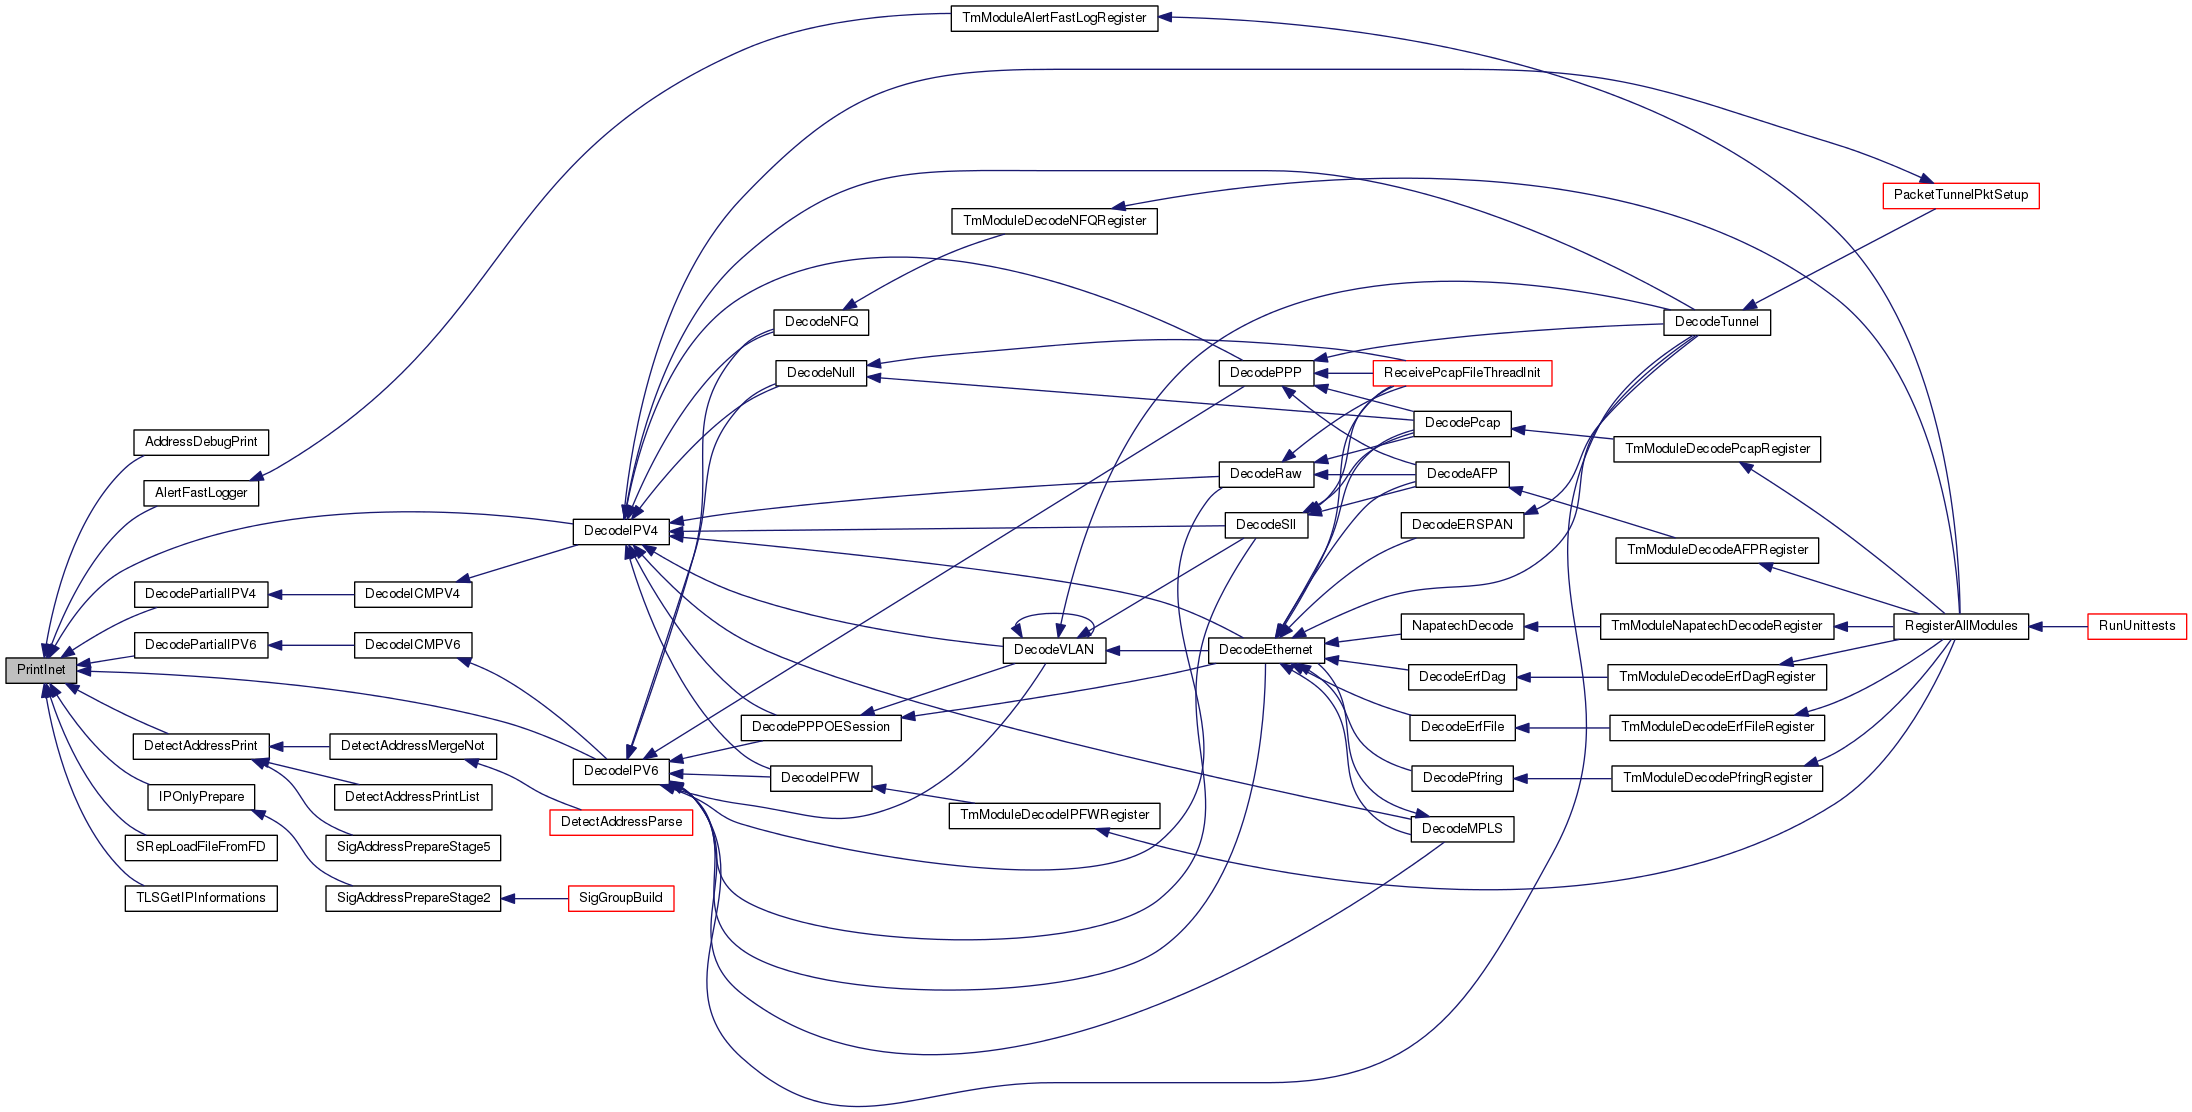 TmModuleAlertFastLogRegister
PacketTunnelPktSetup
TmModuleDecodeNFQRegister
DecodeNFQ
DecodeTunnel
DecodeNull
DecodePPP
ReceivePcapFileThreadInit
DecodePcap
AddressDebugPrint
TmModuleDecodePcapRegister
DecodeRaw
DecodeAFP
AlertFastLogger
DecodeIPV4
DecodeSll
DecodeERSPAN
TmModuleDecodeAFPRegister
DecodePartialIPV4
DecodeICMPV4
NapatechDecode
TmModuleNapatechDecodeRegister
RegisterAllModules
RunUnittests
DecodePartialIPV6
DecodeICMPV6
DecodeVLAN
DecodeEthernet
PrintInet
DecodeErfDag
TmModuleDecodeErfDagRegister
DecodePPPOESession
DecodeErfFile
TmModuleDecodeErfFileRegister
DetectAddressPrint
DetectAddressMergeNot
DecodeIPV6
DecodeIPFW
DecodePfring
TmModuleDecodePfringRegister
IPOnlyPrepare
DetectAddressPrintList
DetectAddressParse
TmModuleDecodeIPFWRegister
DecodeMPLS
SRepLoadFileFromFD
SigAddressPrepareStage5
TLSGetIPInformations
SigAddressPrepareStage2
SigGroupBuild